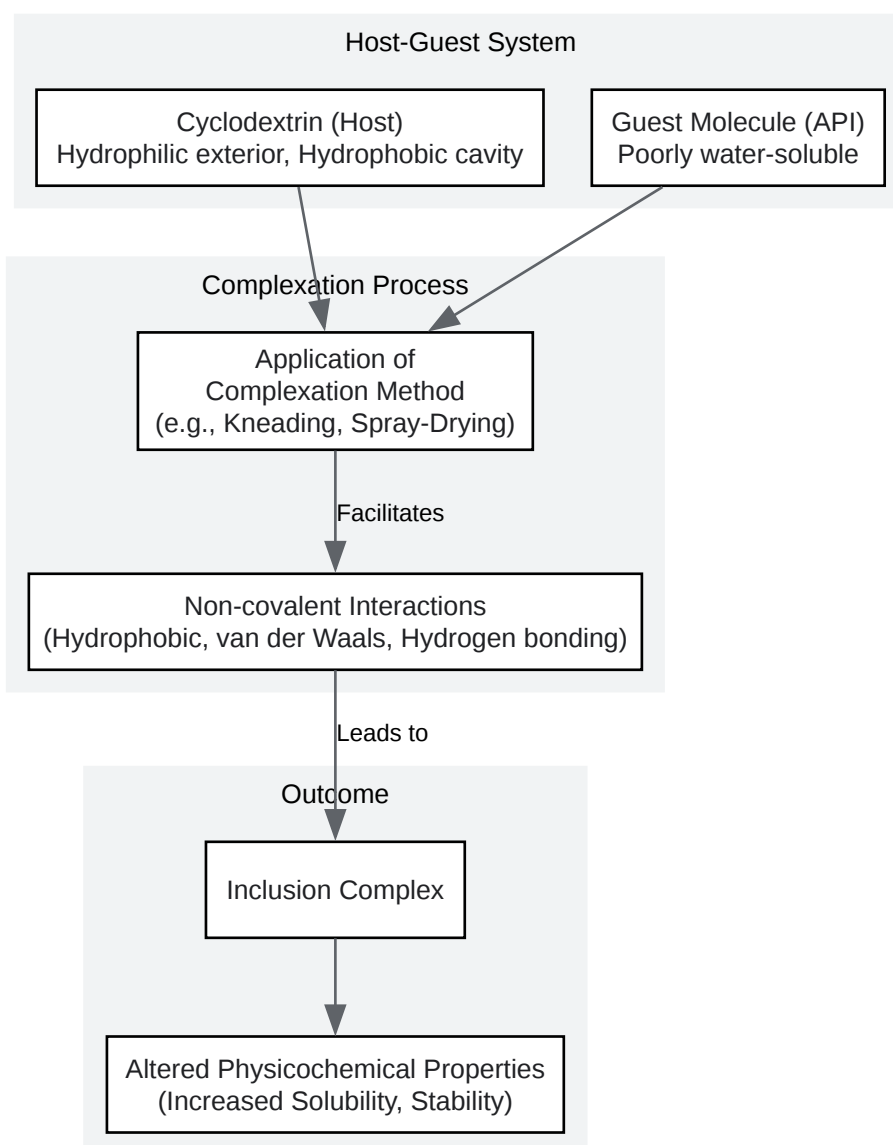 Host-Guest System
Cyclodextrin (Host)
Hydrophilic exterior, Hydrophobic cavity
Guest Molecule (API)
Poorly water-soluble
Complexation Process
Application of
Complexation Method
(e.g., Kneading, Spray-Drying)
Facilitates
Non-covalent Interactions
(Hydrophobic, van der Waals, Hydrogen bonding)
Leads to
Outcome
Inclusion Complex
Altered Physicochemical Properties
(Increased Solubility, Stability)